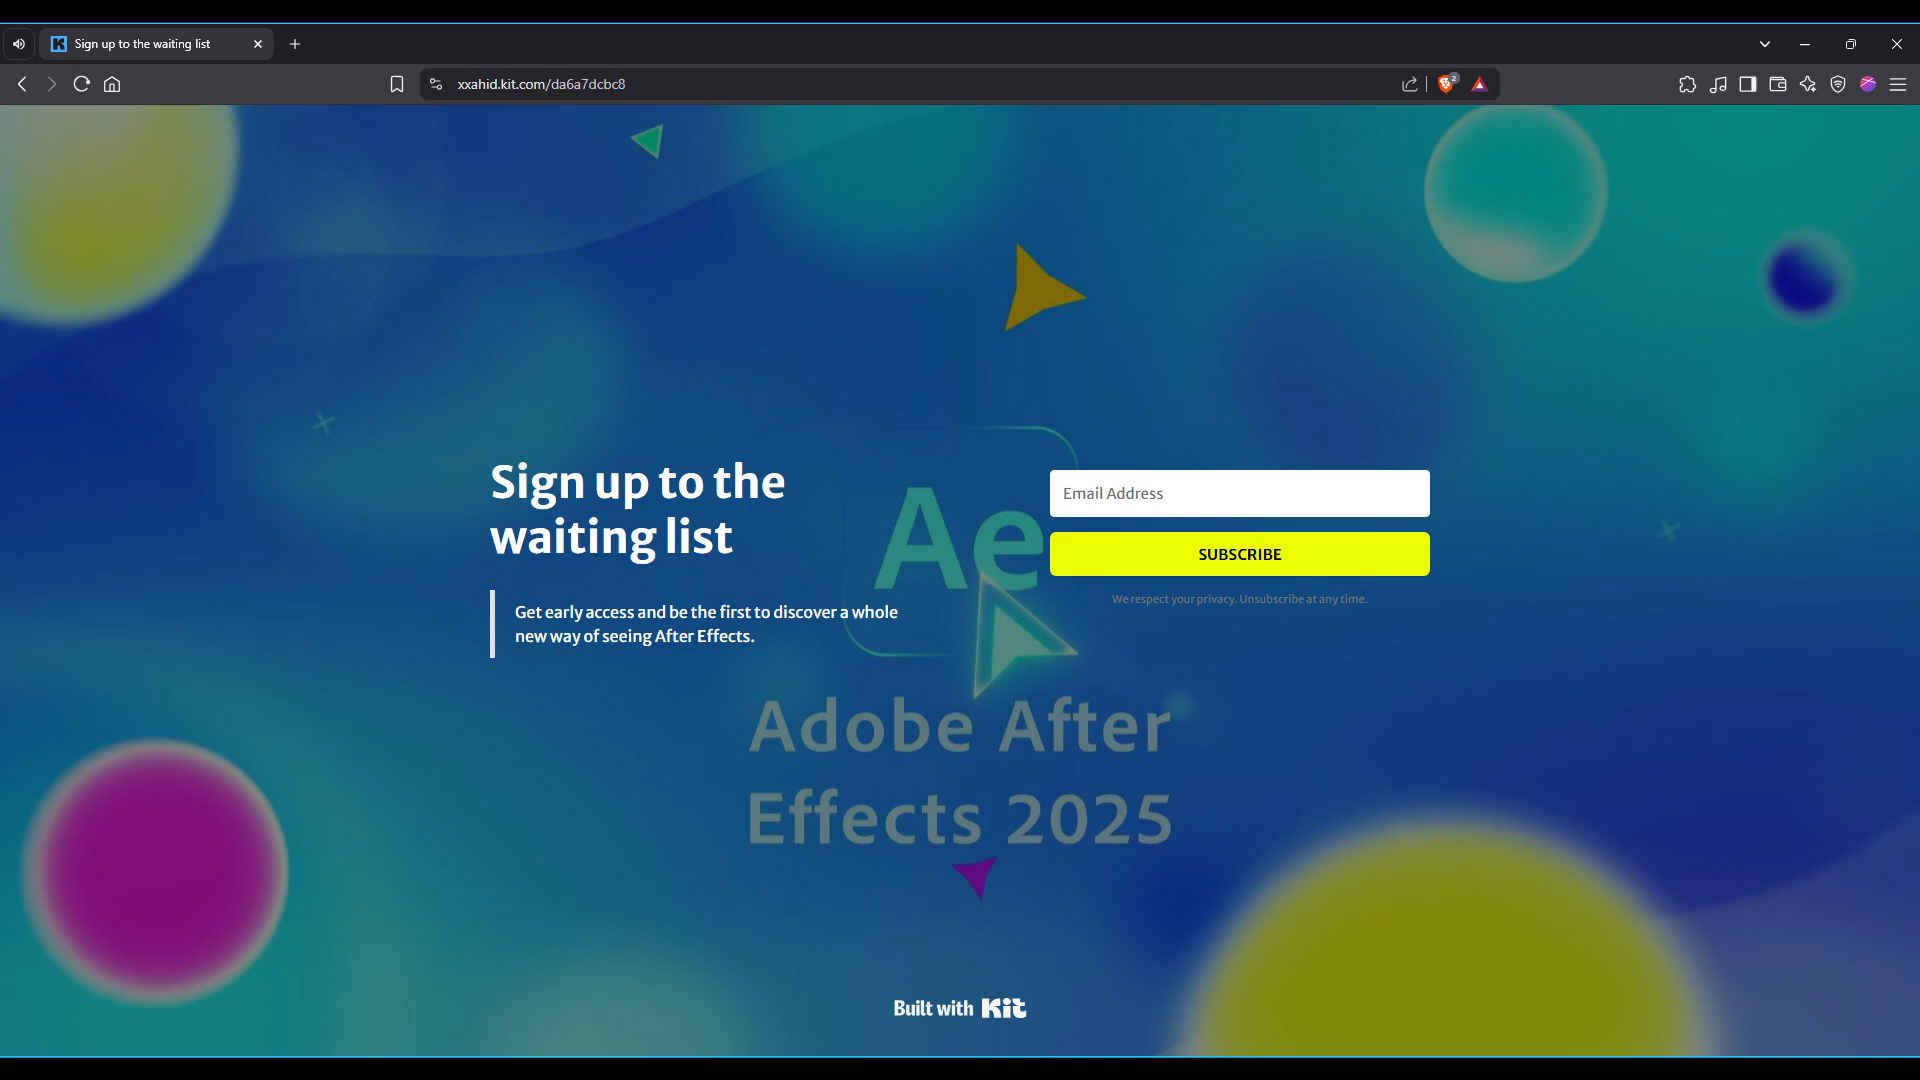 Sign up to the waiting list
xxahid.kit.com/da6a7dcbc8
2
Sign up to the
waiting list
Get early access and be the first to discover a whole
new way of seeing After Effects.
Email Address
SUBSCRIBE
We respect your privacy. Unsubscribe at any time.
Ae
Adobe After
Effects 2025
Built with Kit